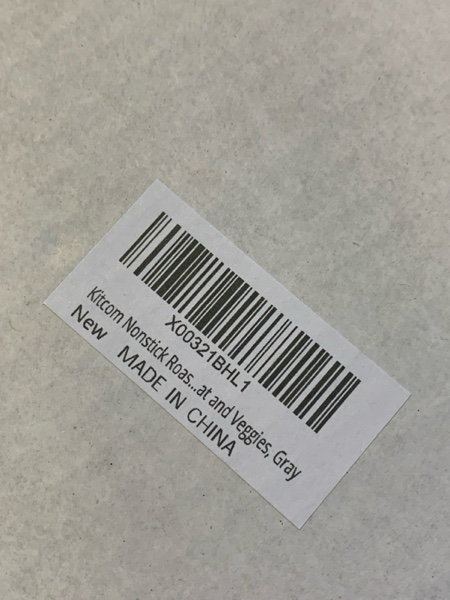 X00321BHL1
Kitcom Nonstick Roas...at and Veggies, Gray
New MADE IN CHINA